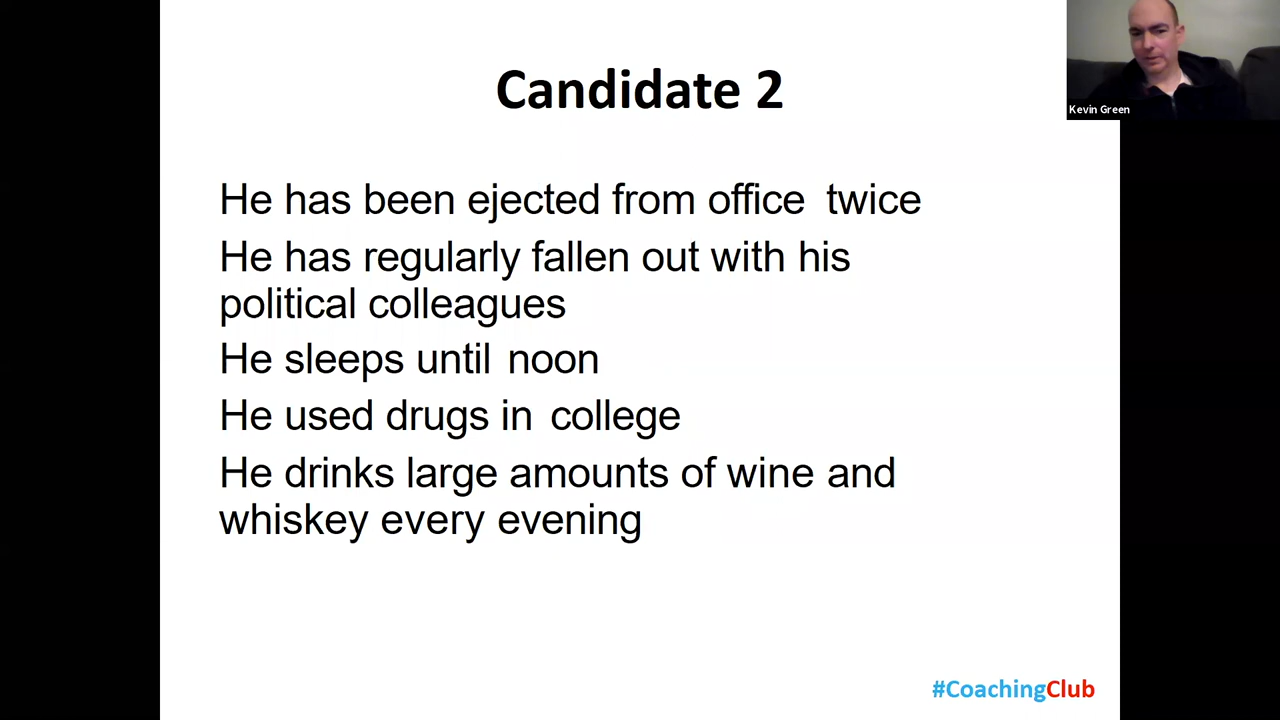 Candidate 2
Kevin Green
He has been ejected from office twice
He has regularly fallen out with his
political colleagues
He sleeps until noon
He used drugs in college
He drinks large amounts of wine and
whiskey every evening
#CoachingClub